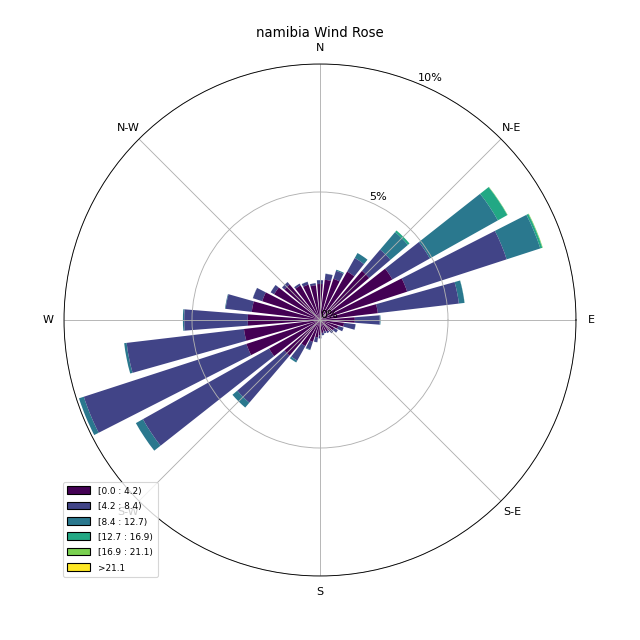 namibia Wind Rose
N
10%
N-W
N-E
5%
W
0%
E
[0.0 : 4.2)
[4.2 : 8.4)
S-W
[8.4 : 12.7)
S-E
[12.7 : 16.9)
[16.9 : 21.1)
>21.1
S